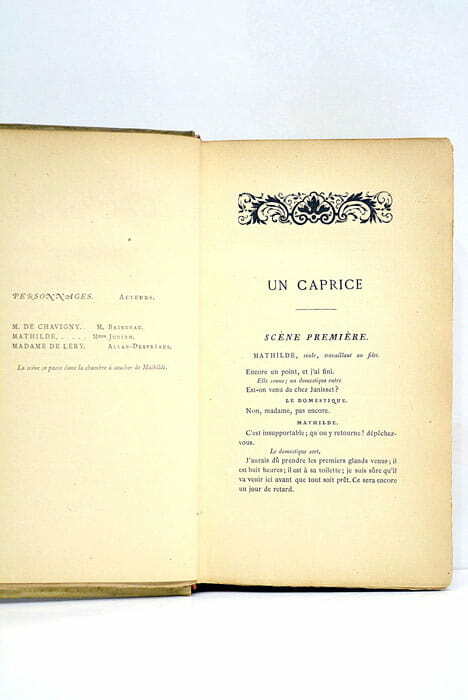 PERSONNAGES. ACTEURS.
M. DE CHAVIGNY. M. BRINDEAU.
MATHILDE. . . . . . Mme JUDITH.
MADAME DE LÉRY. ALLAN-DESPRÉAUX.
La scène se passe dans la chambre à coucher de Mathilde.
UN CAPRICE
SCÈNE PREMIÈRE.
MATHILDE, seule, travaillant au filet.
Encore un point, et j'ai fini.
Elle sonne; un domestique entre
Est-on venu de chez Janisset?
LE DOMESTIQUE.
Non, madame, pas encore.
MATHILDE.
C'est insupportable; qu'on y retourne! dépêchez-
vous.
Le domestique sort.
J'aurais dû prendre les premiers glands venus; il
est huit heures; il est à sa toilette; je suis sûre qu'il
va venir ici avant que tout soit prêt. Ce sera encore
un jour de retard.